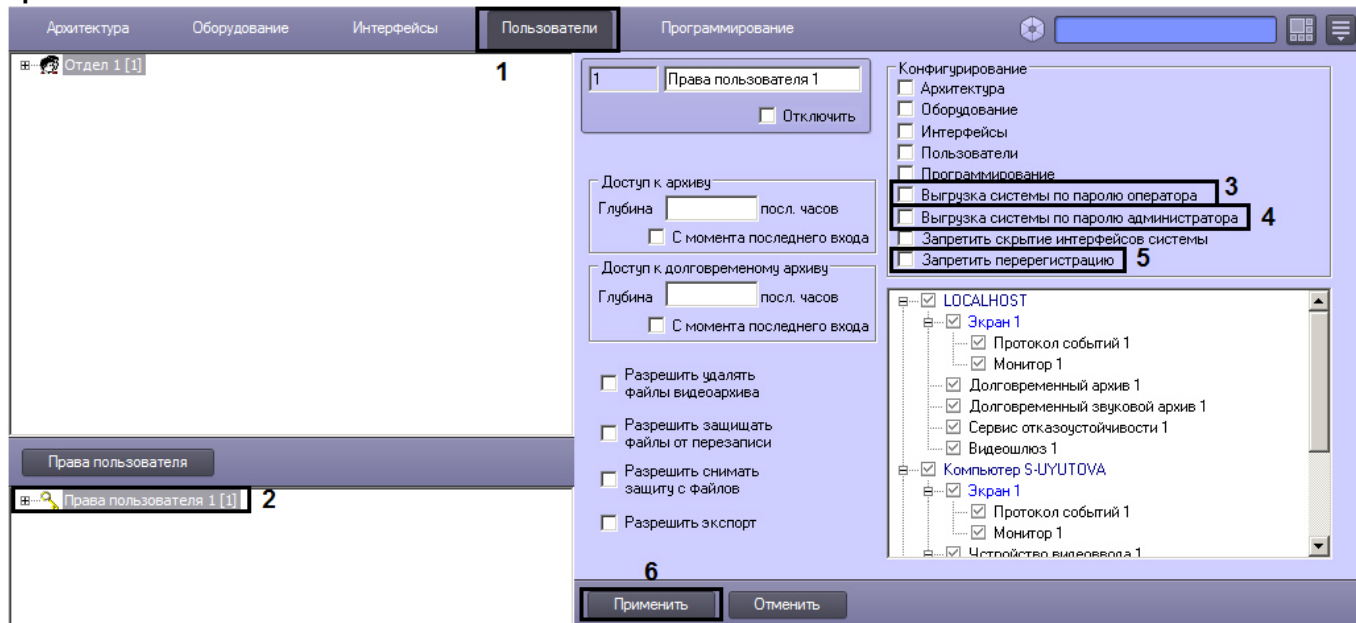 Архитектура
Оборудование
Интерфейсы
Пользователи
Программирование
1
Отдел 1 [1]
Права пользователя
Права пользователя 1 [1]
2
1
Права пользователя 1
Отключить
Доступ к архиву
Глубина
посл. часов
С момента последнего входа
Доступ к долговременому архиву
Глубина
посл. часов
С момента последнего входа
Разрешить удалять
файлы видеоархива
Разрешить защищать
файлы от перезаписи
Разрешить снимать
защиту с файлов
Разрешить экспорт
Конфигурирование
Архитектура
Оборудование
Интерфейсы
Пользователи
Программирование
Выгрузка системы по паролю оператора
3
Выгрузка системы по паролю администратора
4
Запретить скрытие интерфейсов системы
Запретить перерегистрацию
5
LOCALHOST
Экран 1
Протокол событий 1
Монитор 1
Долговременный архив 1
Долговременный звуковой архив 1
Сервис отказоустойчивости 1
Видеошлюз 1
Компьютер S-UYUTOVA
Экран 1
Протокол событий 1
Монитор 1
Устройство видеоввода 1
6
Применить
Отменить